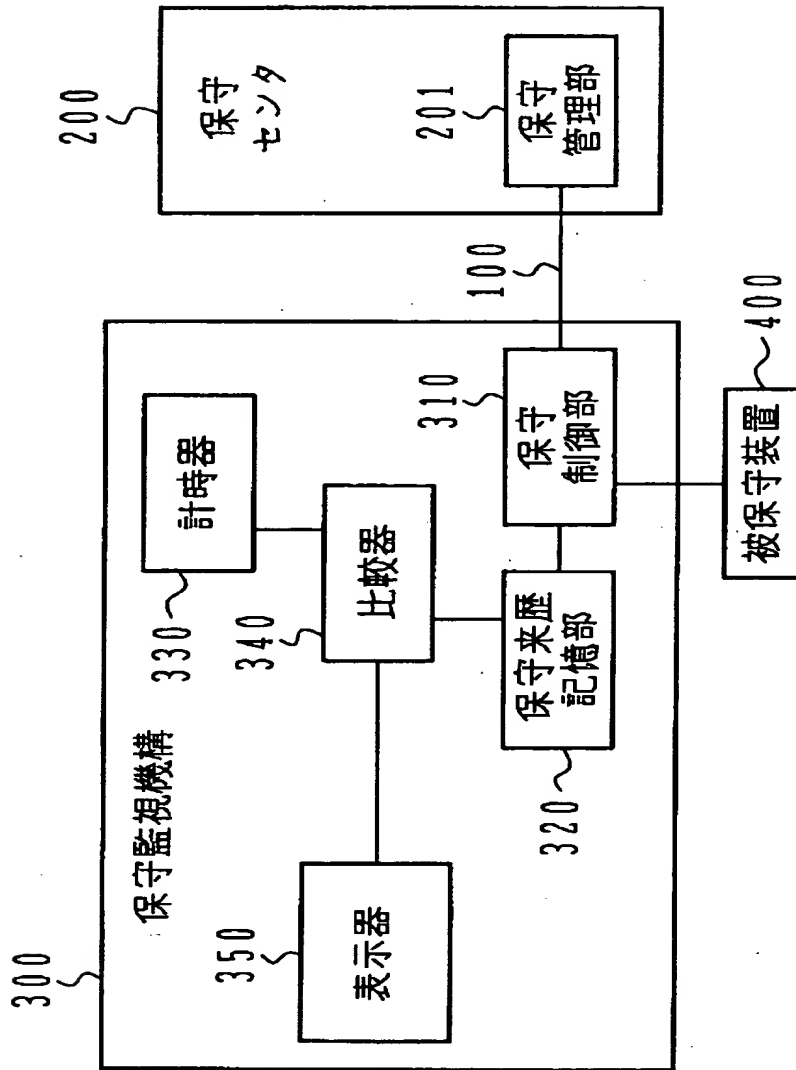 300
保守監視機構
350
表示器
330
計時器
340
比較器
320
保守来歴
記憶部
310
保守
制御部
100
200
保守
センタ
201
保守
管理部
400
被保守装置